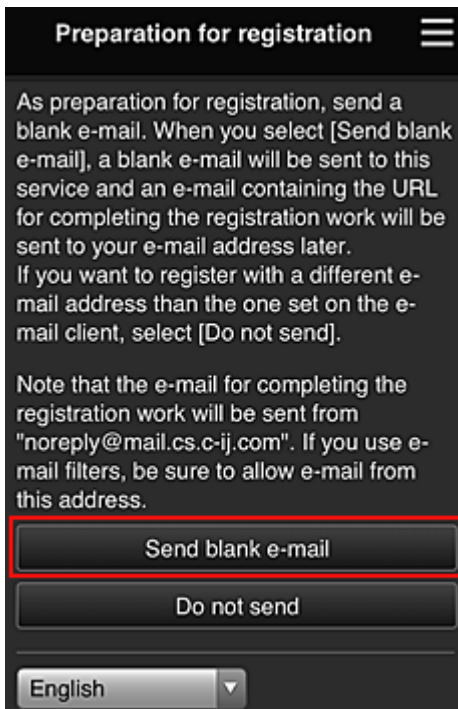 Preparation for registration
As preparation for registration, send a
blank e-mail. When you select [Send blank
e-mail], a blank e-mail will be sent to this
service and an e-mail containing the URL
for completing the registration work will be
sent to your e-mail address later.
If you want to register with a different e-
mail address than the one set on the e-
mail client, select [Do not send].
Note that the e-mail for completing the
registration work will be sent from
"noreply@mail.cs.c-ij.com". If you use e-
mail filters, be sure to allow e-mail from
this address.
Send blank e-mail
Do not send
English